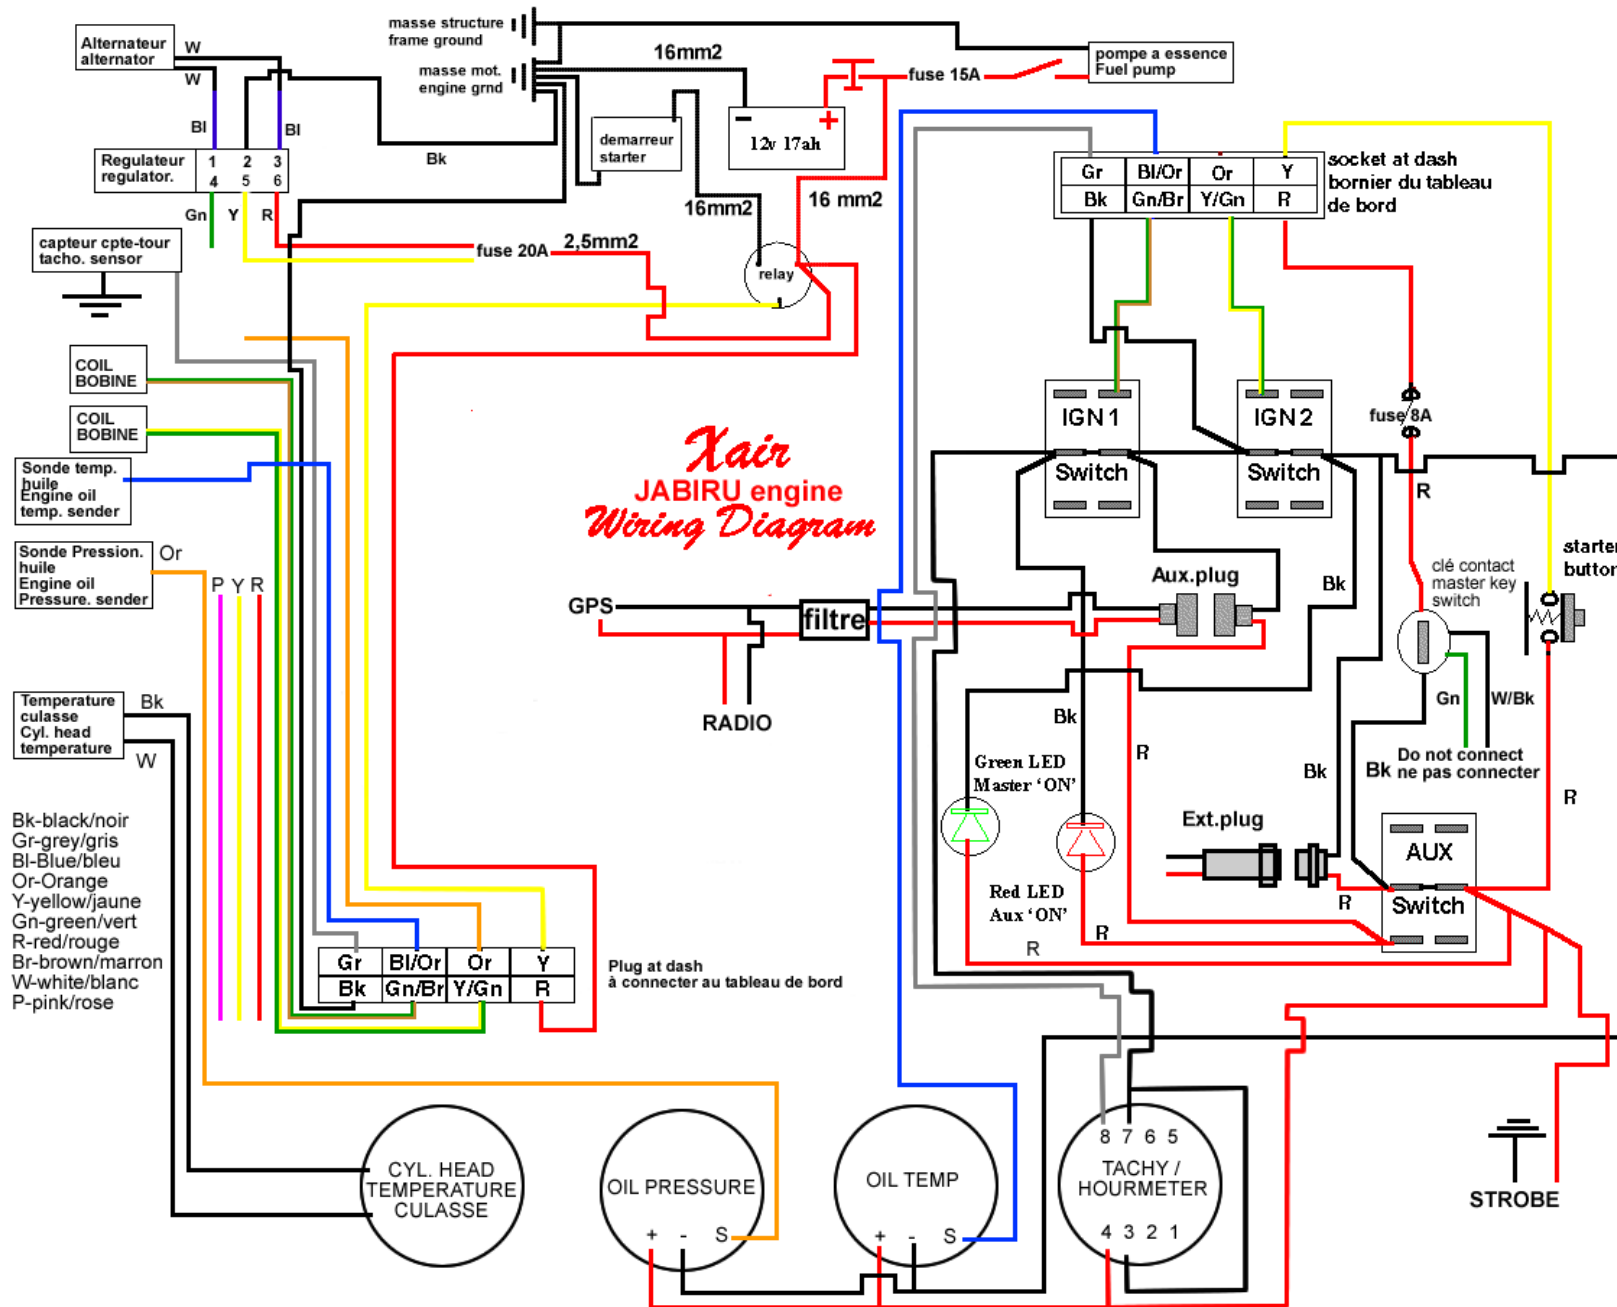 masse structure
frame ground
Alternateur
alternator
W
W
16mm2
masse mot.
engine grnd
fuse 15A
pompe a essence
Fuel pump
Bl
Bl
Bk
demarreur
starter
-
+
12v 17ah
Regulateur
regulator.
1 2 3
4 5 6
Gn
Y
R
16mm2
16 mm2
Gr Bl/Or Or Y
Bk Gn/Br Y/Gn R
socket at dash
bornier du tableau
de bord
capteur cpte-tour
tacho. sensor
fuse 20A
2,5mm2
relay
COIL
BOBINE
COIL
BOBINE
IGN 1
Switch
IGN 2
Switch
fuse 8A
R
Xair
JABIRU engine
Wiring Diagram
Sonde temp.
huile
Engine oil
temp. sender
Sonde Pression.
huile
Engine oil
Pressure. sender
Or
P Y R
GPS
filtre
RADIO
Aux.plug
Bk
clé contact
master key
switch
starter
button
Gn
W/Bk
Do not connect
ne pas connecter
Bk
Temperature
culasse
Cyl. head
temperature
Bk
W
Bk
R
Bk
R
Green LED
Master ‘ON’
Red LED
Aux ‘ON’
R
R
Ext.plug
R
AUX
Switch
Bk-black/noir
Gr-grey/gris
Bl-Blue/bleu
Or-Orange
Y-yellow/jaune
Gn-green/vert
R-red/rouge
Br-brown/marron
W-white/blanc
P-pink/rose
Gr Bl/Or Or Y
Bk Gn/Br Y/Gn R
Plug at dash
à connecter au tableau de bord
CYL. HEAD
TEMPERATURE
CULASSE
OIL PRESSURE
+ - S
OIL TEMP
+ - S
8 7 6 5
TACHY /
HOURMETER
4 3 2 1
STROBE